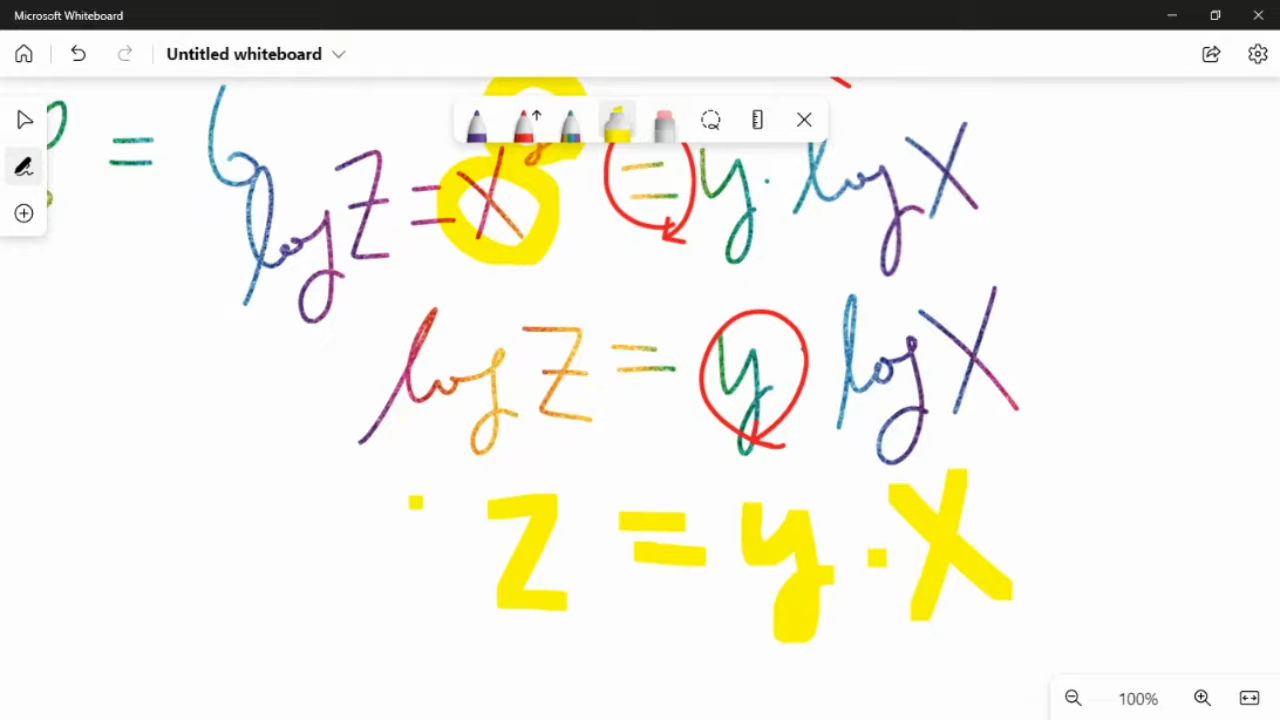 Microsoft Whiteboard
Untitled whiteboard
log Z = X^y = y · log X
log Z = y log X
· Z = y · X
100%